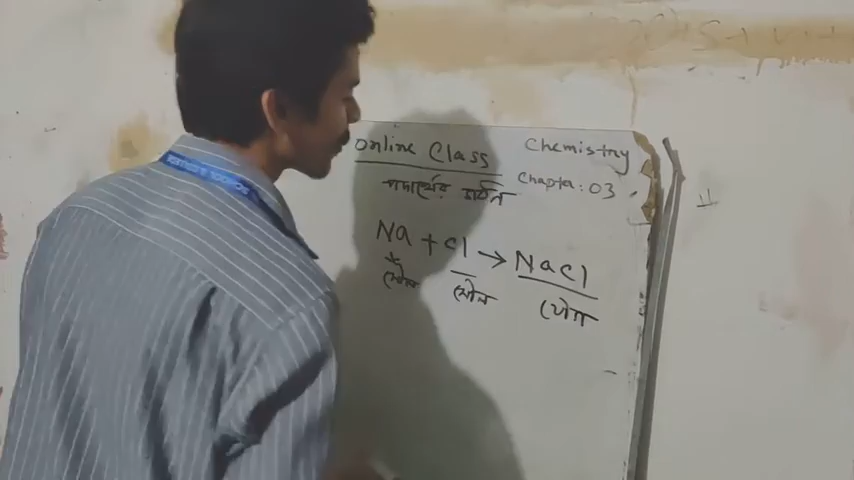 Online Class
Chemistry
পদার্থের গঠন
Chapter: 03
Na + Cl → NaCl
মৌল মৌল যৌগ